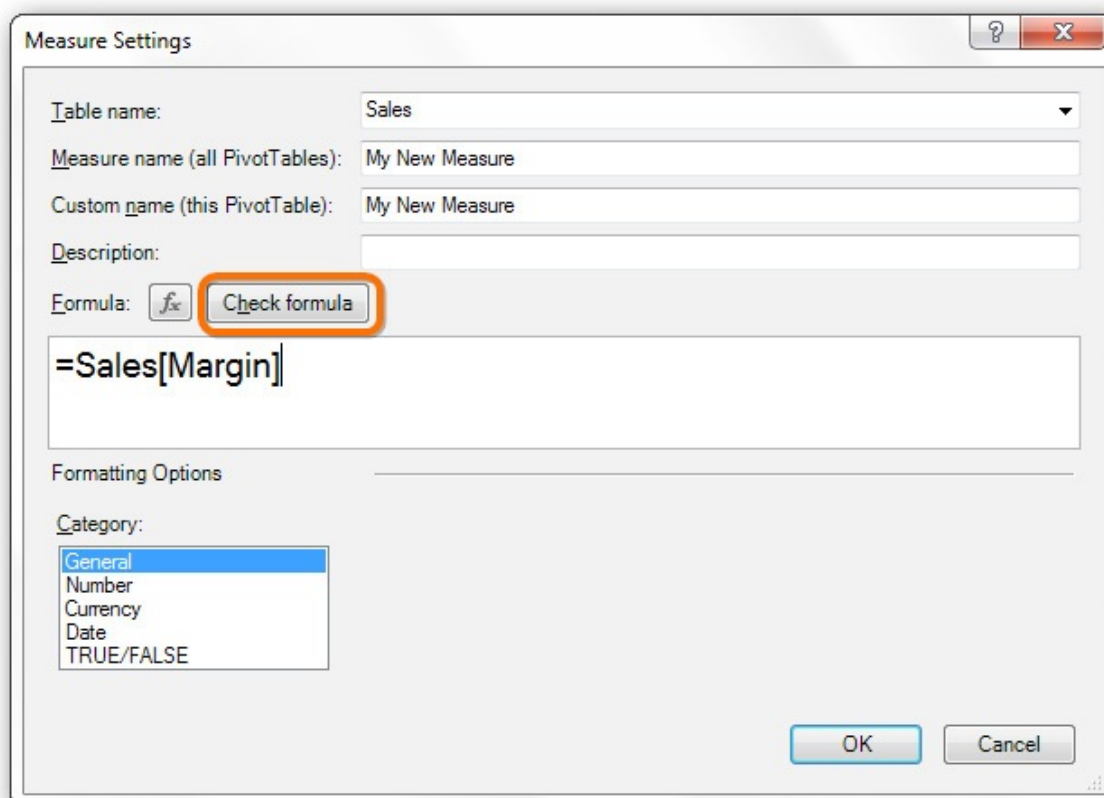 Measure Settings
Table name: Sales
Measure name (all PivotTables): My New Measure
Custom name (this PivotTable): My New Measure
Description:
Formula: fx Check formula
=Sales[Margin]
Formatting Options
Category:
General
Number
Currency
Date
TRUE/FALSE
OK Cancel